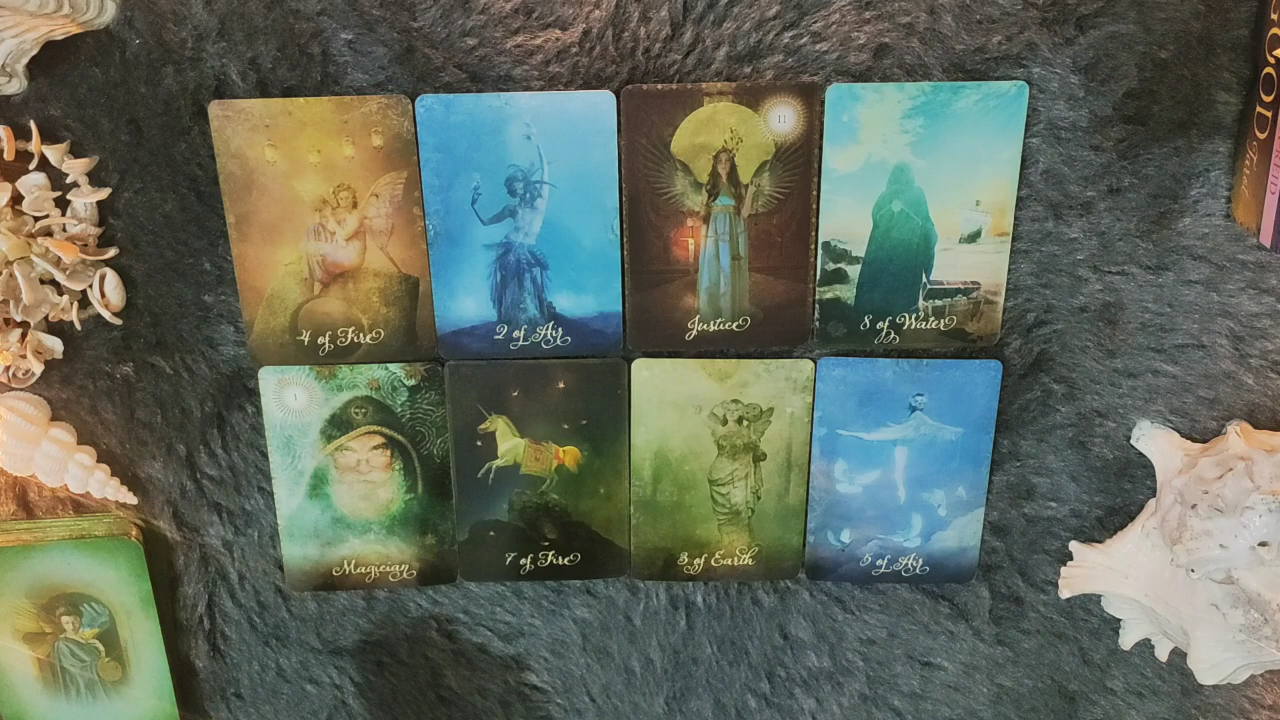 4 of Fire
2 of Air
11
Justice
8 of Water
1
Magician
7 of Fire
3 of Earth
5 of Air